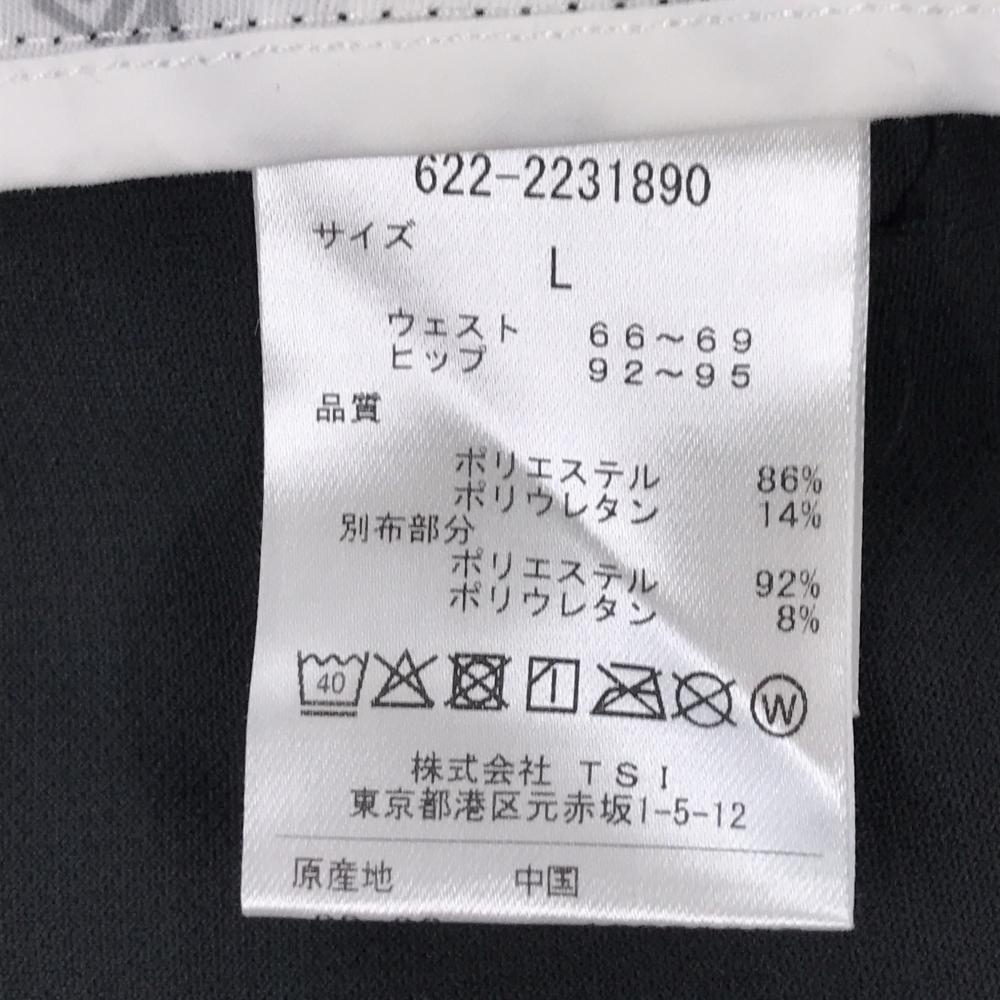 622-2231890
サイズ
L
ウェスト 66～69
ヒップ 92～95
品質
ポリエステル 86%
ポリウレタン 14%
別布部分
ポリエステル 92%
ポリウレタン 8%
40
W
株式会社 TSI
東京都港区元赤坂1-5-12
原産地 中国